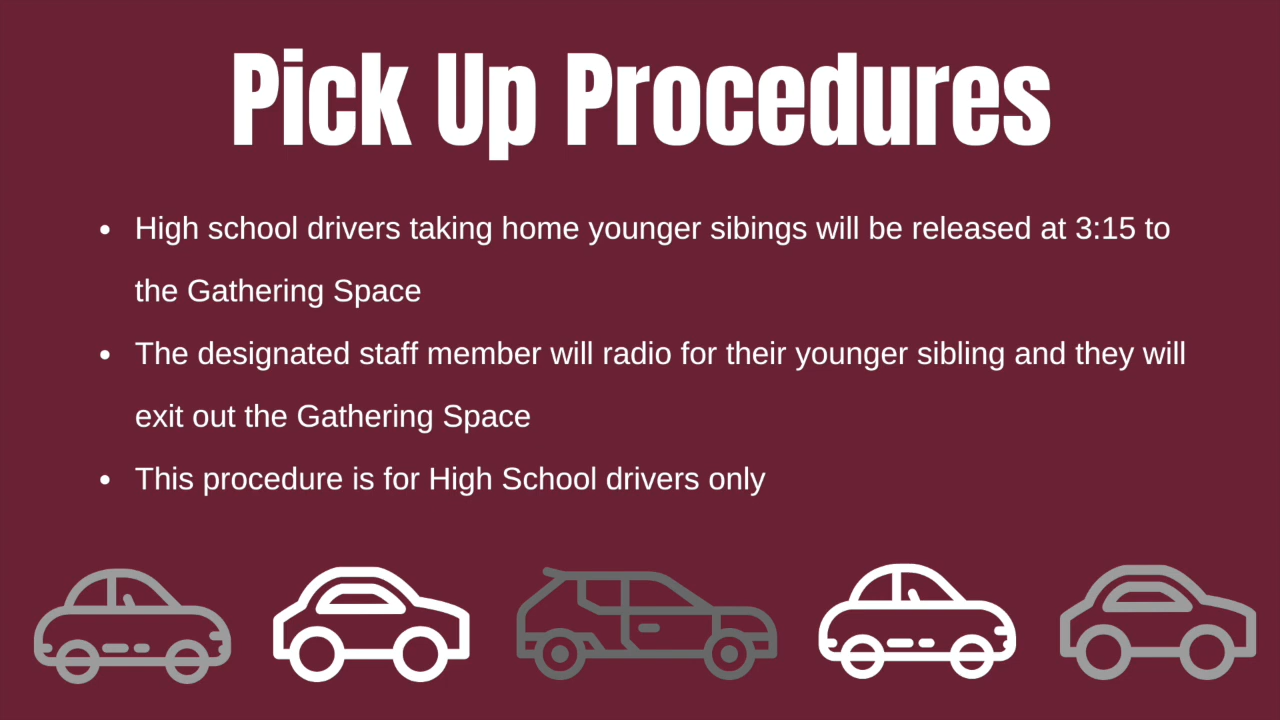 Pick Up Procedures
• High school drivers taking home younger sibings will be released at 3:15 to
the Gathering Space
• The designated staff member will radio for their younger sibling and they will
exit out the Gathering Space
• This procedure is for High School drivers only